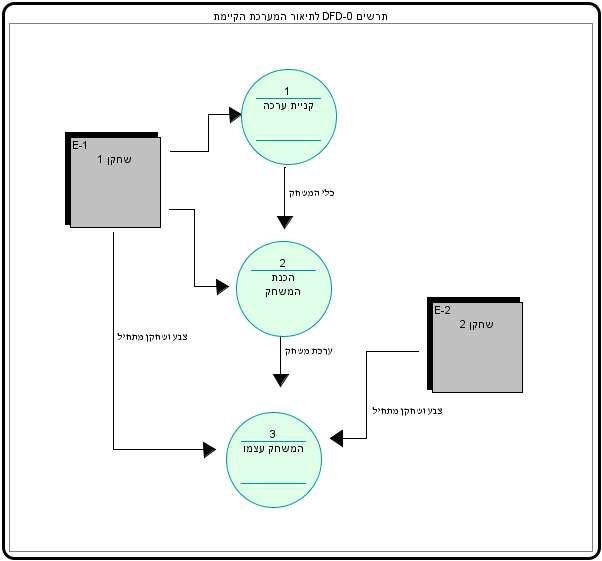 תרשים DFD-0 לתיאור המערכת הקיימת
1
קניית ערכה
E-1
שחקן 1
כלי המשחק
2
הכנת
המשחק
E-2
שחקן 2
צבע ושחקן מתחיל
ערכת משחק
צבע ושחקן מתחיל
3
המשחק עצמו